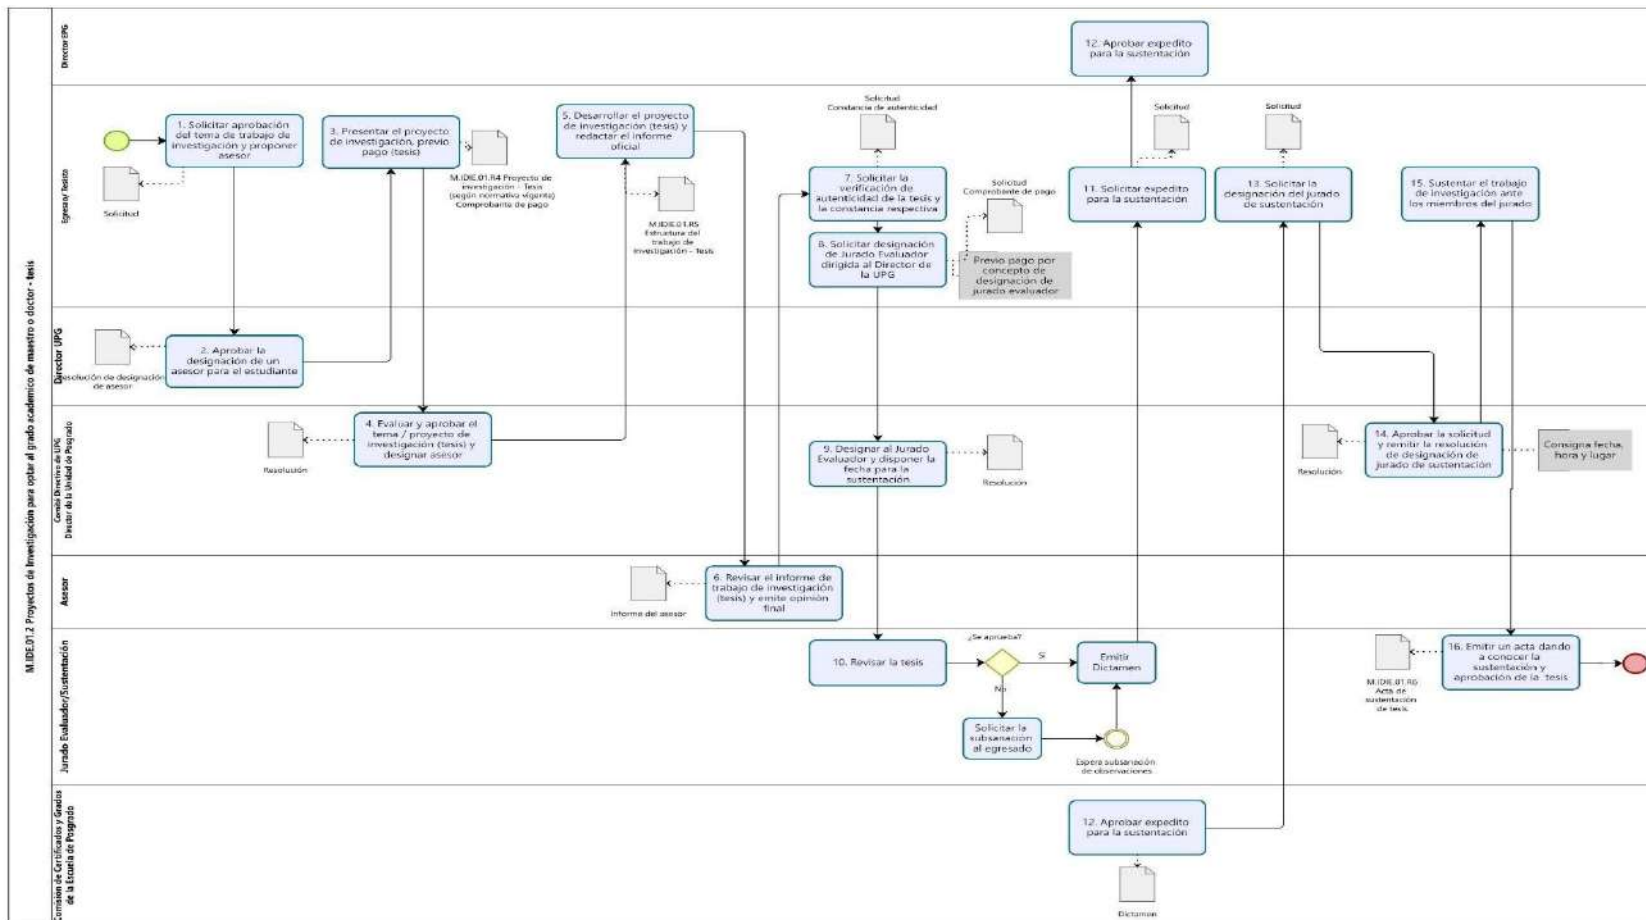 M.IDIE.01.2 Proyectos de Investigación para optar al grado academico de maestro o doctor - tesis
Director EPG
12. Aprobar expedito
para la sustentación
Egreso/ Tesista
1. Solicitar aprobación
del tema de trabajo de
investigación y proponer
asesor
Solicitud
3. Presentar el proyecto
de investigación, previo
pago (tesis)
M.IDIE.01.R4 Proyecto de
investigación - Tesis
(según normativa vigente)
Comprobante de pago
5. Desarrollar el proyecto
de investigación (tesis) y
redactar el informe
oficial
M.IDIE.01.R5
Estructura del
trabajo de
investigación - Tesis
Solicitud
Constancia de autenticidad
7. Solicitar la
verificación de
autenticidad de la tesis y
la constancia respectiva
8. Solicitar designación
de Jurado Evaluador
dirigida al Director de
la UPG
Solicitud
Comprobante de pago
Previo pago por
concepto de
designación de
jurado evaluador
Solicitud
11. Solicitar expedito
para la sustentación
Solicitud
13. Solicitar la
designación del jurado
de sustentación
15. Sustentar el trabajo
de investigación ante
los miembros del jurado
Director UPG
2. Aprobar la
designación de un
asesor para el estudiante
Resolución de designación
de asesor
Comité Directivo de UPG
Director de la Unidad de Posgrado
4. Evaluar y aprobar el
tema / proyecto de
investigación (tesis) y
designar asesor
Resolución
9. Designar al Jurado
Evaluador y disponer la
fecha para la
sustentación
Resolución
14. Aprobar la solicitud
y remitir la resolución
de designación de
jurado de sustentación
Resolución
Consigna fecha,
hora y lugar
Asesor
6. Revisar el informe de
trabajo de investigación
(tesis) y emite opinión
final
Informe del asesor
Jurado Evaluador/Sustentación
10. Revisar la tesis
¿Se aprueba?
Si
No
Emitir
Dictamen
Solicitar la
subsanación
al egresado
Espera subsanación
de observaciones
16. Emitir un acta dando
a conocer la
sustentación y
aprobación de la tesis
M.IDIE.01.R6
Acta de
sustentación
de tesis
Comisión de Certificados y Grados
de la Escuela de Posgrado
12. Aprobar expedito
para la sustentación
Dictamen